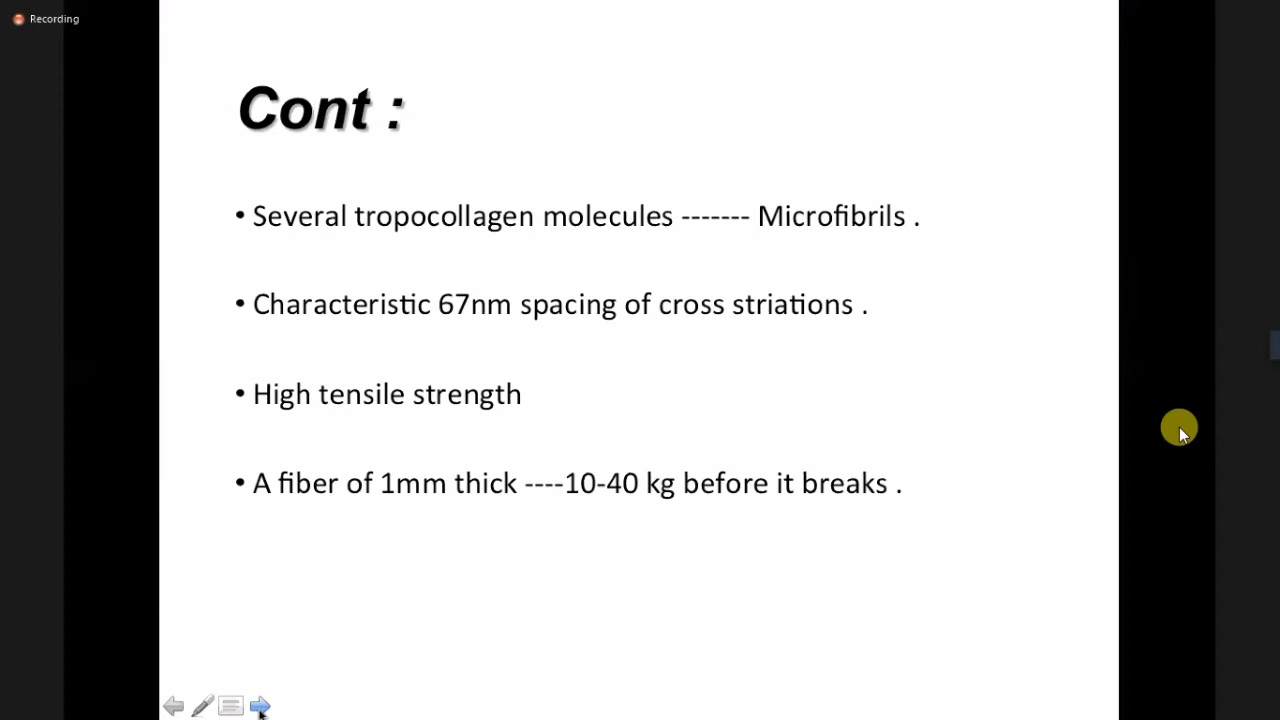 Recording
Cont :
• Several tropocollagen molecules ------- Microfibrils .
• Characteristic 67nm spacing of cross striations .
• High tensile strength
• A fiber of 1mm thick ----10-40 kg before it breaks .